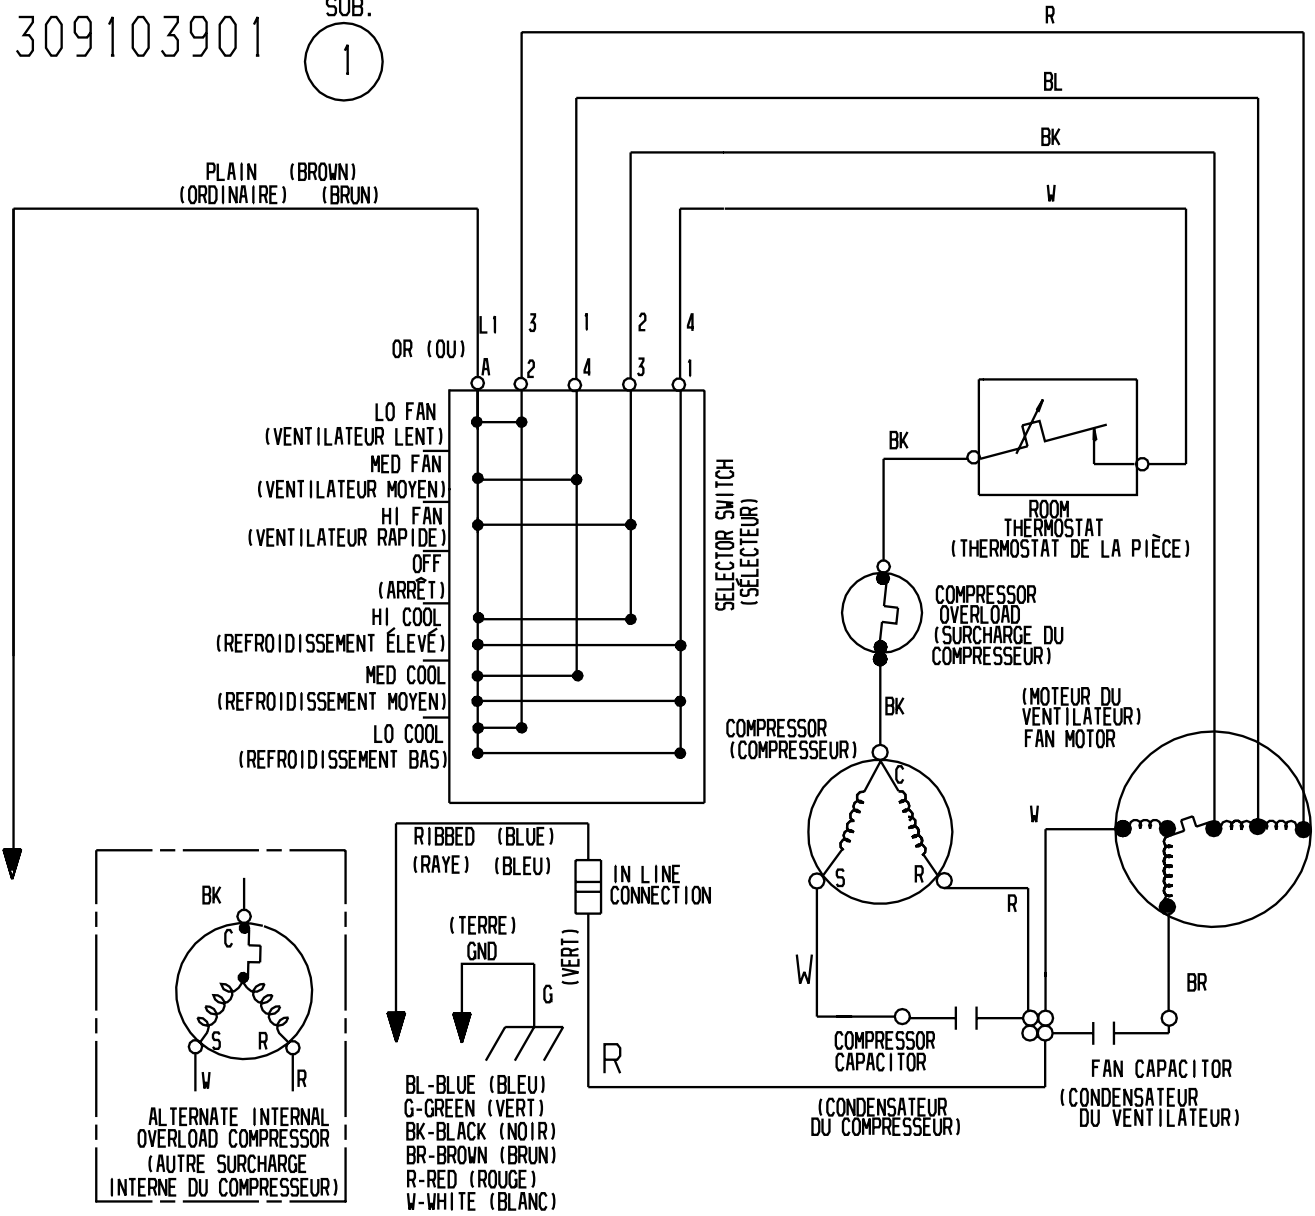 309103901
SUB.
1
R
BL
BK
W
PLAIN (BROWN)
(ORDINAIRE) (BRUN)
L1 3 1 2 4
OR (OU)
A 2 4 3 1
LO FAN
(VENTILATEUR LENT)
MED FAN
(VENTILATEUR MOYEN)
HI FAN
(VENTILATEUR RAPIDE)
OFF
(ARRÊT)
HI COOL
(REFROIDISSEMENT ÉLEVÉ)
MED COOL
(REFROIDISSEMENT MOYEN)
LO COOL
(REFROIDISSEMENT BAS)
SELECTOR SWITCH
(SÉLECTEUR)
BK
ROOM
THERMOSTAT
(THERMOSTAT DE LA PIÈCE)
COMPRESSOR
OVERLOAD
(SURCHARGE DU
COMPRESSEUR)
BK
COMPRESSOR
(COMPRESSEUR)
C
S
R
(MOTEUR DU
VENTILATEUR)
FAN MOTOR
W
R
W
BR
COMPRESSOR
CAPACITOR
(CONDENSATEUR
DU COMPRESSEUR)
FAN CAPACITOR
(CONDENSATEUR
DU VENTILATEUR)
RIBBED (BLUE)
(RAYE) (BLEU)
IN LINE
CONNECTION
(TERRE)
GND
(VERT)
G
R
BL-BLUE (BLEU)
G-GREEN (VERT)
BK-BLACK (NOIR)
BR-BROWN (BRUN)
R-RED (ROUGE)
W-WHITE (BLANC)
BK
C
S
R
W
R
ALTERNATE INTERNAL
OVERLOAD COMPRESSOR
(AUTRE SURCHARGE
INTERNE DU COMPRESSEUR)